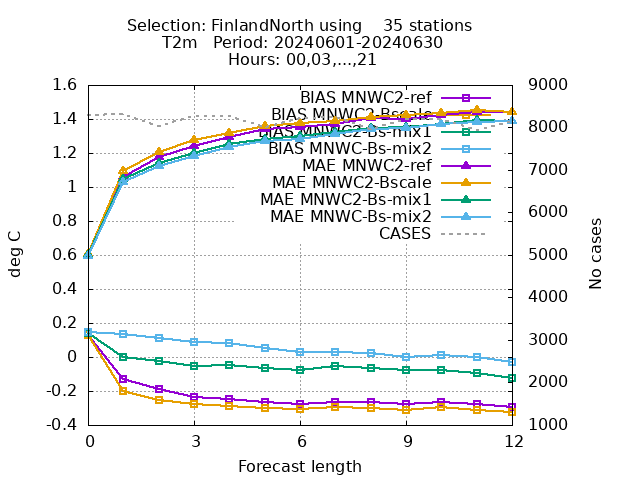 Selection: FinlandNorth using    35 stations
T2m   Period: 20240601-20240630
Hours: 00,03,...,21
1.6
1.4
1.2
1
0.8
0.6
0.4
0.2
0
-0.2
-0.4
deg C
9000
8000
7000
6000
5000
4000
3000
2000
1000
No cases
BIAS MNWC2-ref
BIAS MNWC2-Bscale
BIAS MNWC2-Bs-mix1
BIAS MNWC-Bs-mix2
MAE MNWC2-ref
MAE MNWC2-Bscale
MAE MNWC2-Bs-mix1
MAE MNWC-Bs-mix2
CASES
0 3 6 9 12
Forecast length